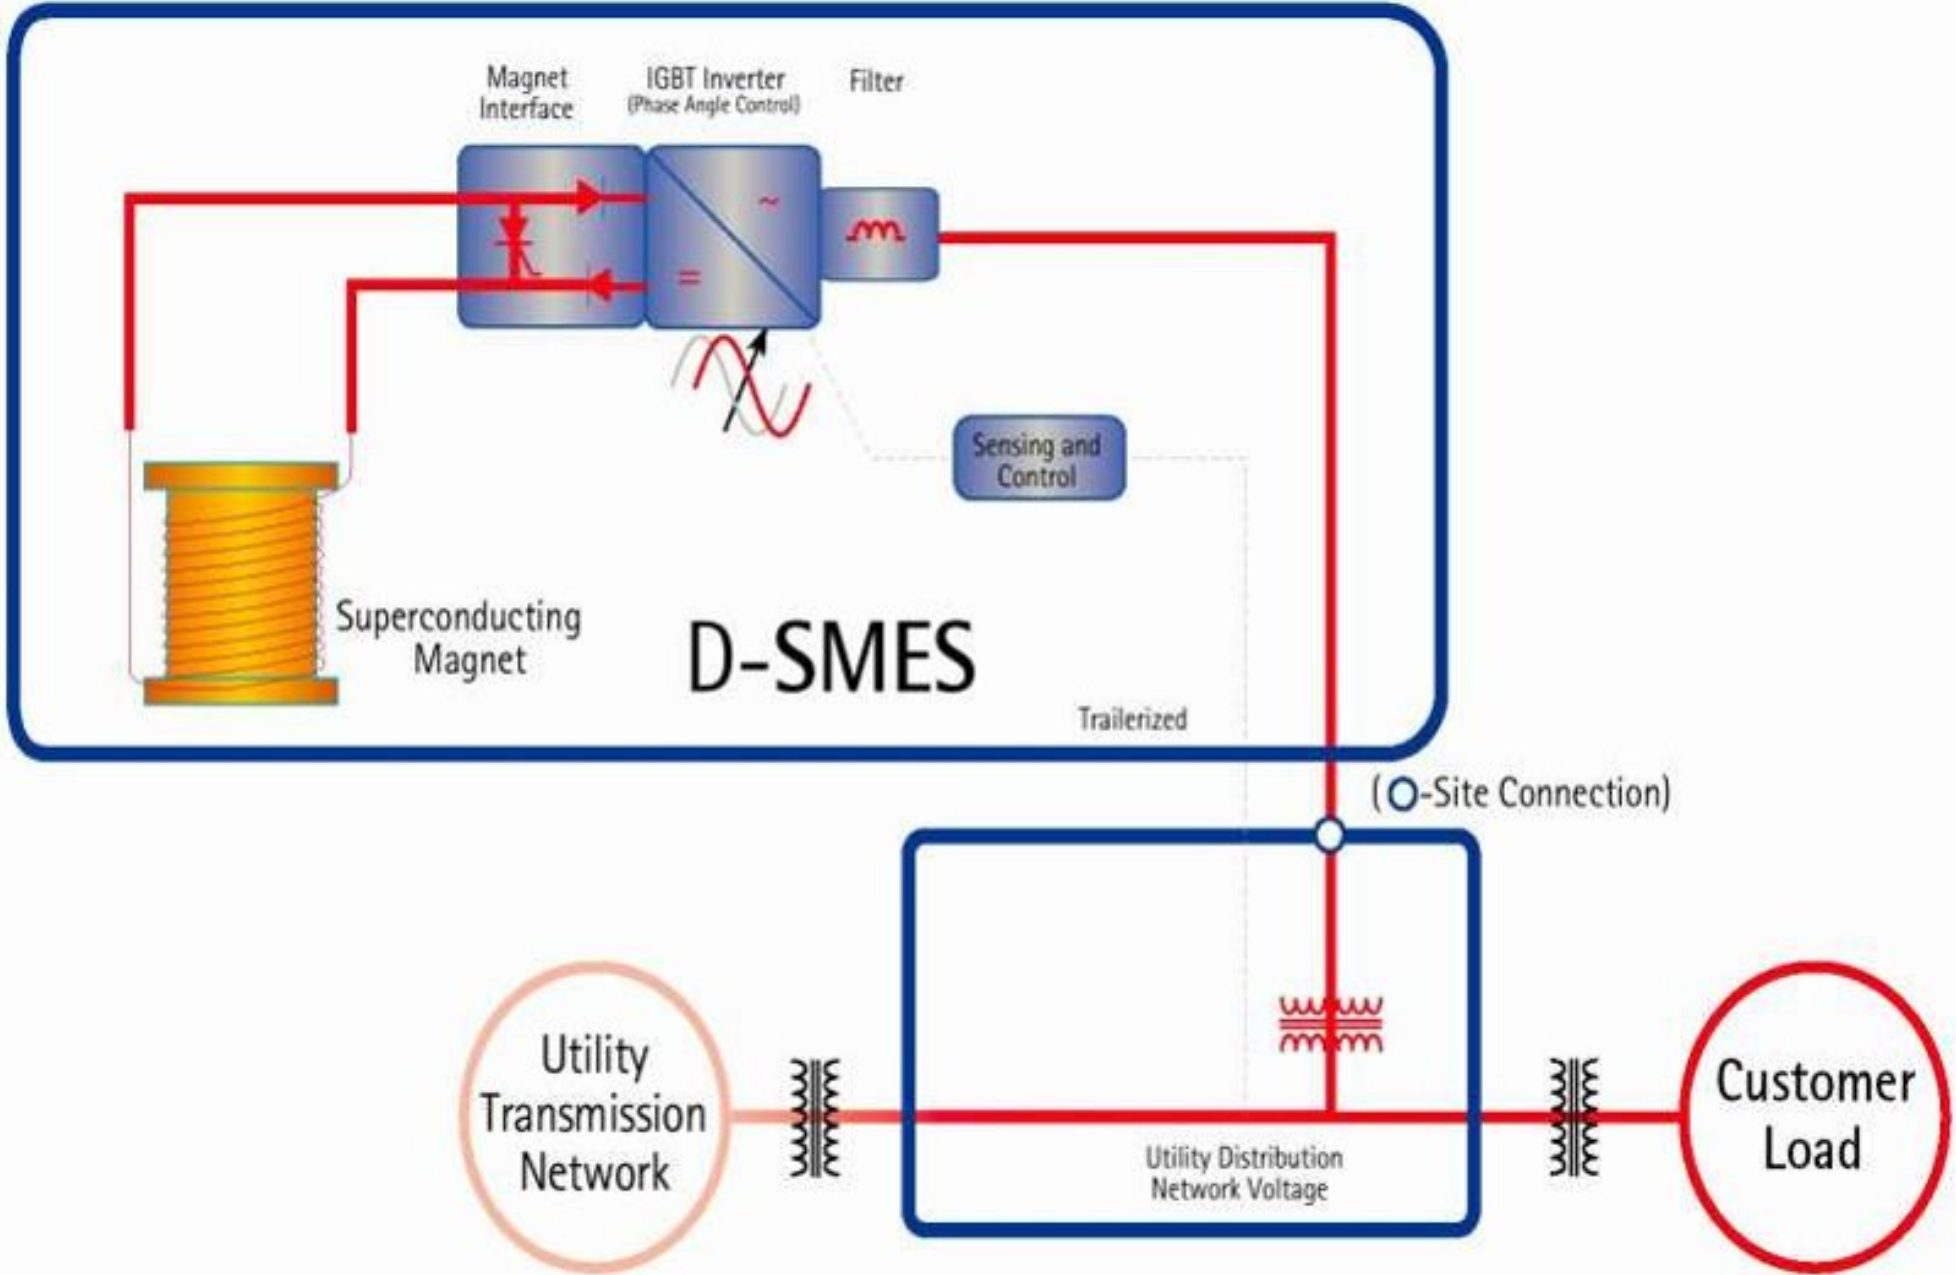 Magnet
Interface
IGBT Inverter
(Phase Angle Control)
Filter
~
=
Sensing and
Control
Superconducting
Magnet
D-SMES
Trailerized
(O-Site Connection)
Utility
Transmission
Network
Utility Distribution
Network Voltage
Customer
Load